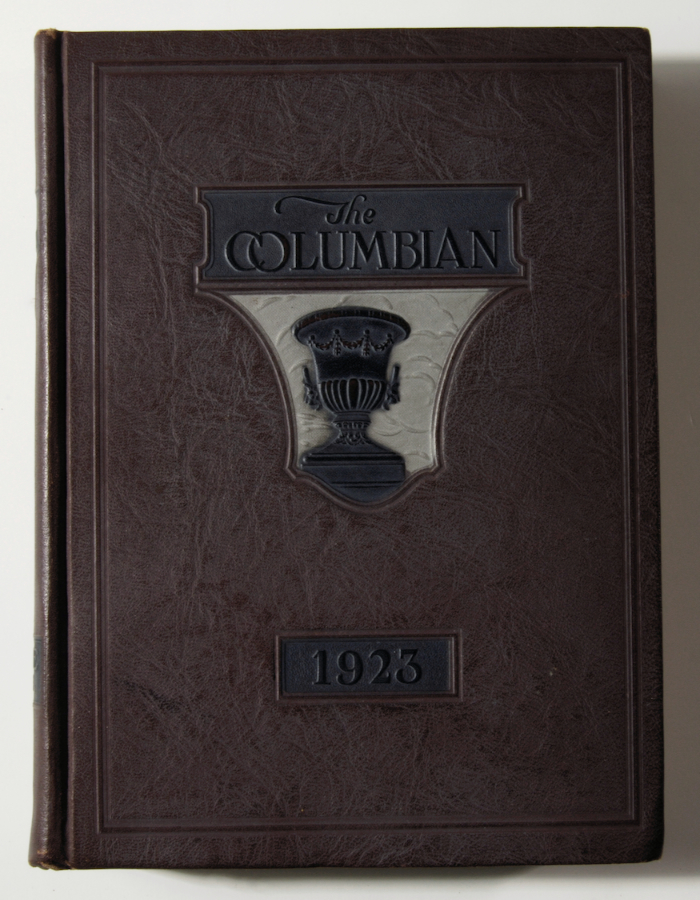 The
COLUMBIAN
1923